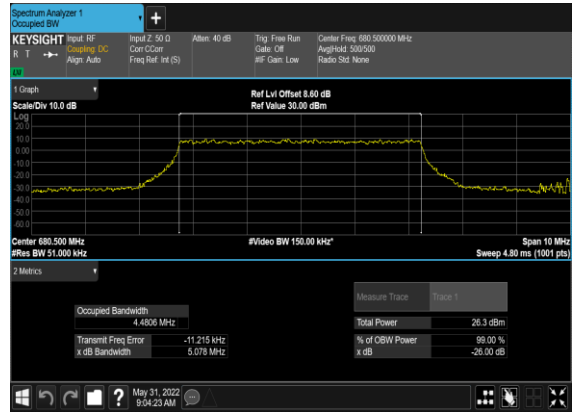 Spectrum Analyzer 1
Occupied BW
+
KEYSIGHT Input: RF Input Z: 50 Ω Atten: 40 dB Trig: Free Run Center Freq: 680.500000 MHz
R T Coupling: DC Corr CCorr Gate: Off Avg|Hold: 500/500
Align: Auto Freq Ref: Int (S) #IF Gain: Low Radio Std: None
1 Graph
Ref Lvl Offset 8.60 dB
Scale/Div 10.0 dB Ref Value 30.00 dBm
Log
20.0
10.0
0.00
-10.0
-20.0
-30.0
-40.0
-50.0
-60.0
Center 680.500 MHz #Video BW 150.00 kHz* Span 10 MHz
#Res BW 51.000 kHz Sweep 4.80 ms (1001 pts)
2 Metrics
Measure Trace Trace 1
Occupied Bandwidth
4.4806 MHz Total Power 26.3 dBm
Transmit Freq Error -11.215 kHz % of OBW Power 99.00 %
x dB Bandwidth 5.078 MHz x dB -26.00 dB
? May 31, 2022
9:04:23 AM